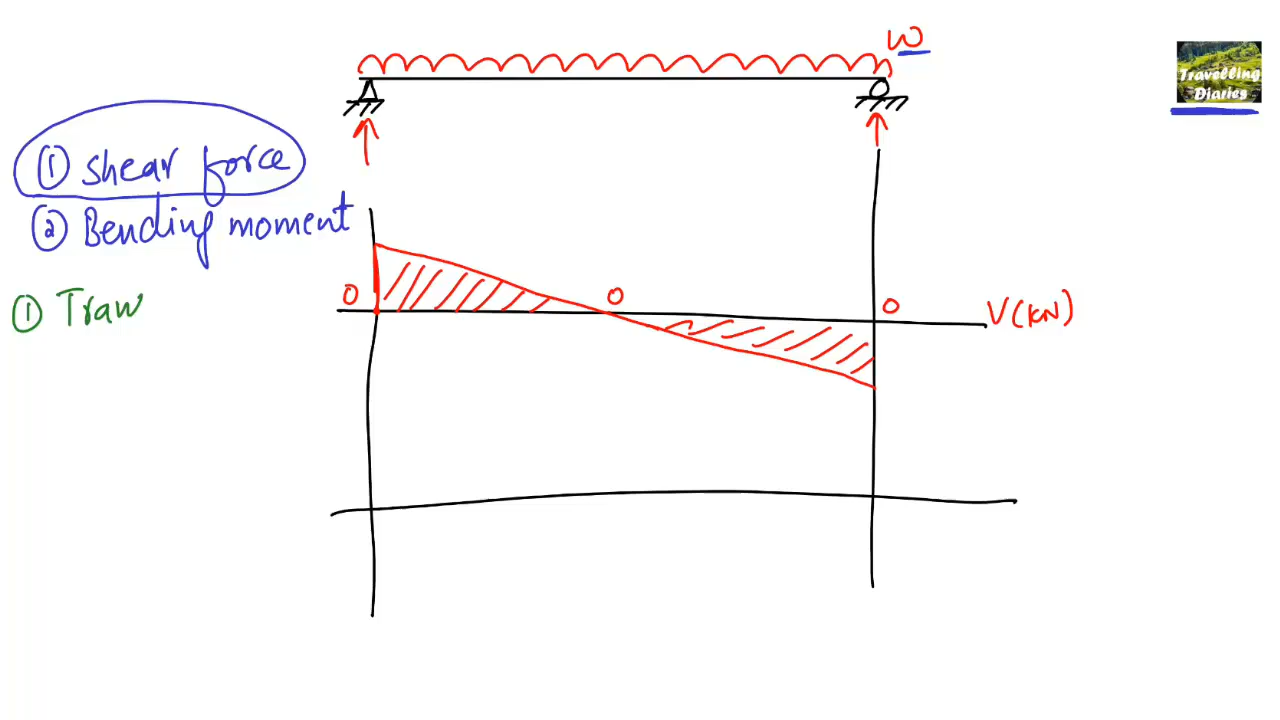 w
Travelling
Diaries
① shear force
② Bending moment
① Traw
0
0
0
V(KN)